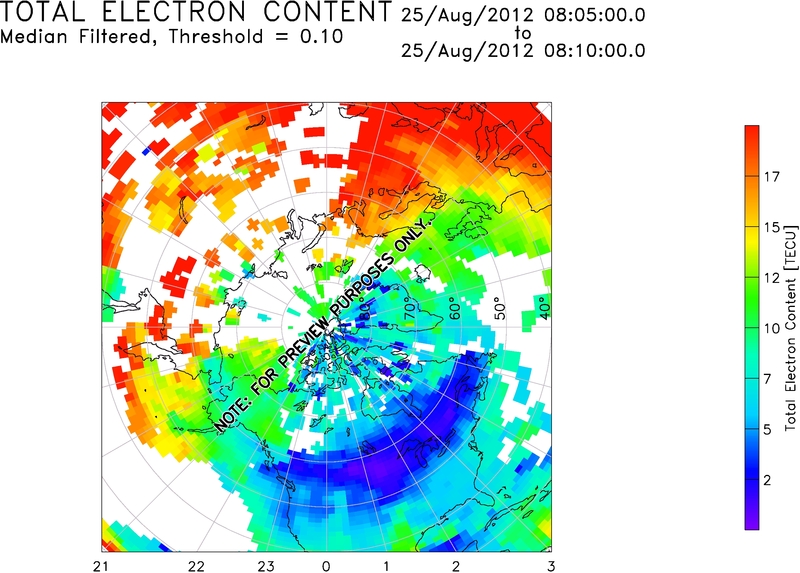 TOTAL ELECTRON CONTENT 25/Aug/2012 08:05:00.0
Median Filtered, Threshold = 0.10 to
25/Aug/2012 08:10:00.0
NOTE: FOR PREVIEW PURPOSES ONLY.
80°
70°
60°
50°
40°
17
15
12
10
7
5
2
Total Electron Content [TECU]
21 22 23 0 1 2 3